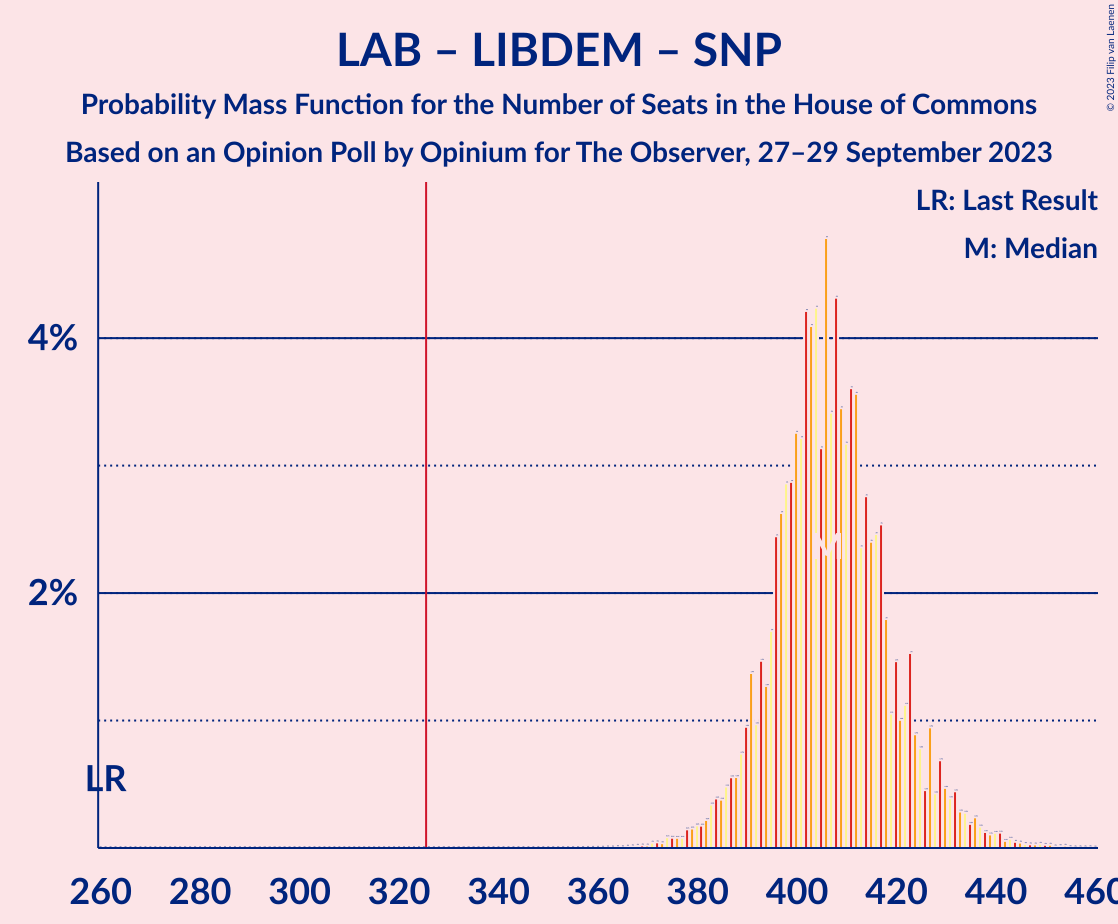 LAB – LIBDEM – SNP
Probability Mass Function for the Number of Seats in the House of Commons
Based on an Opinion Poll by Opinium for The Observer, 27–29 September 2023
© 2023 Filip van Laenen
LR: Last Result
M: Median
4%
2%
M
LR
260 280 300 320 340 360 380 400 420 440 460